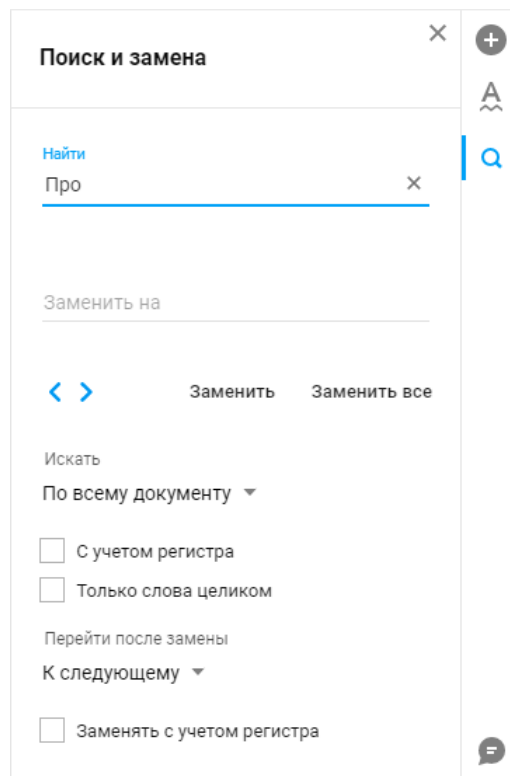 Поиск и замена
Найти
Про
Заменить на
Заменить Заменить все
Искать
По всему документу
С учетом регистра
Только слова целиком
Перейти после замены
К следующему
Заменять с учетом регистра